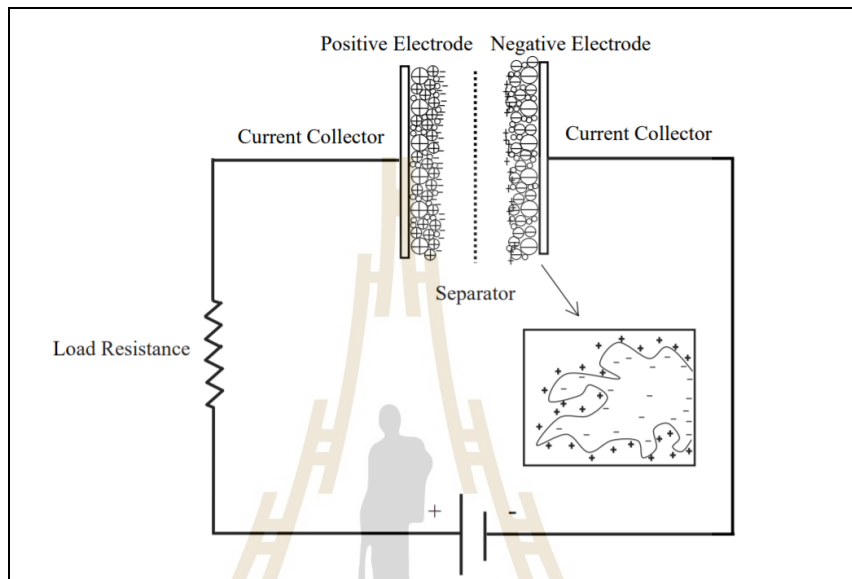 Positive Electrode Negative Electrode
Current Collector Current Collector
Separator
Load Resistance
+ -